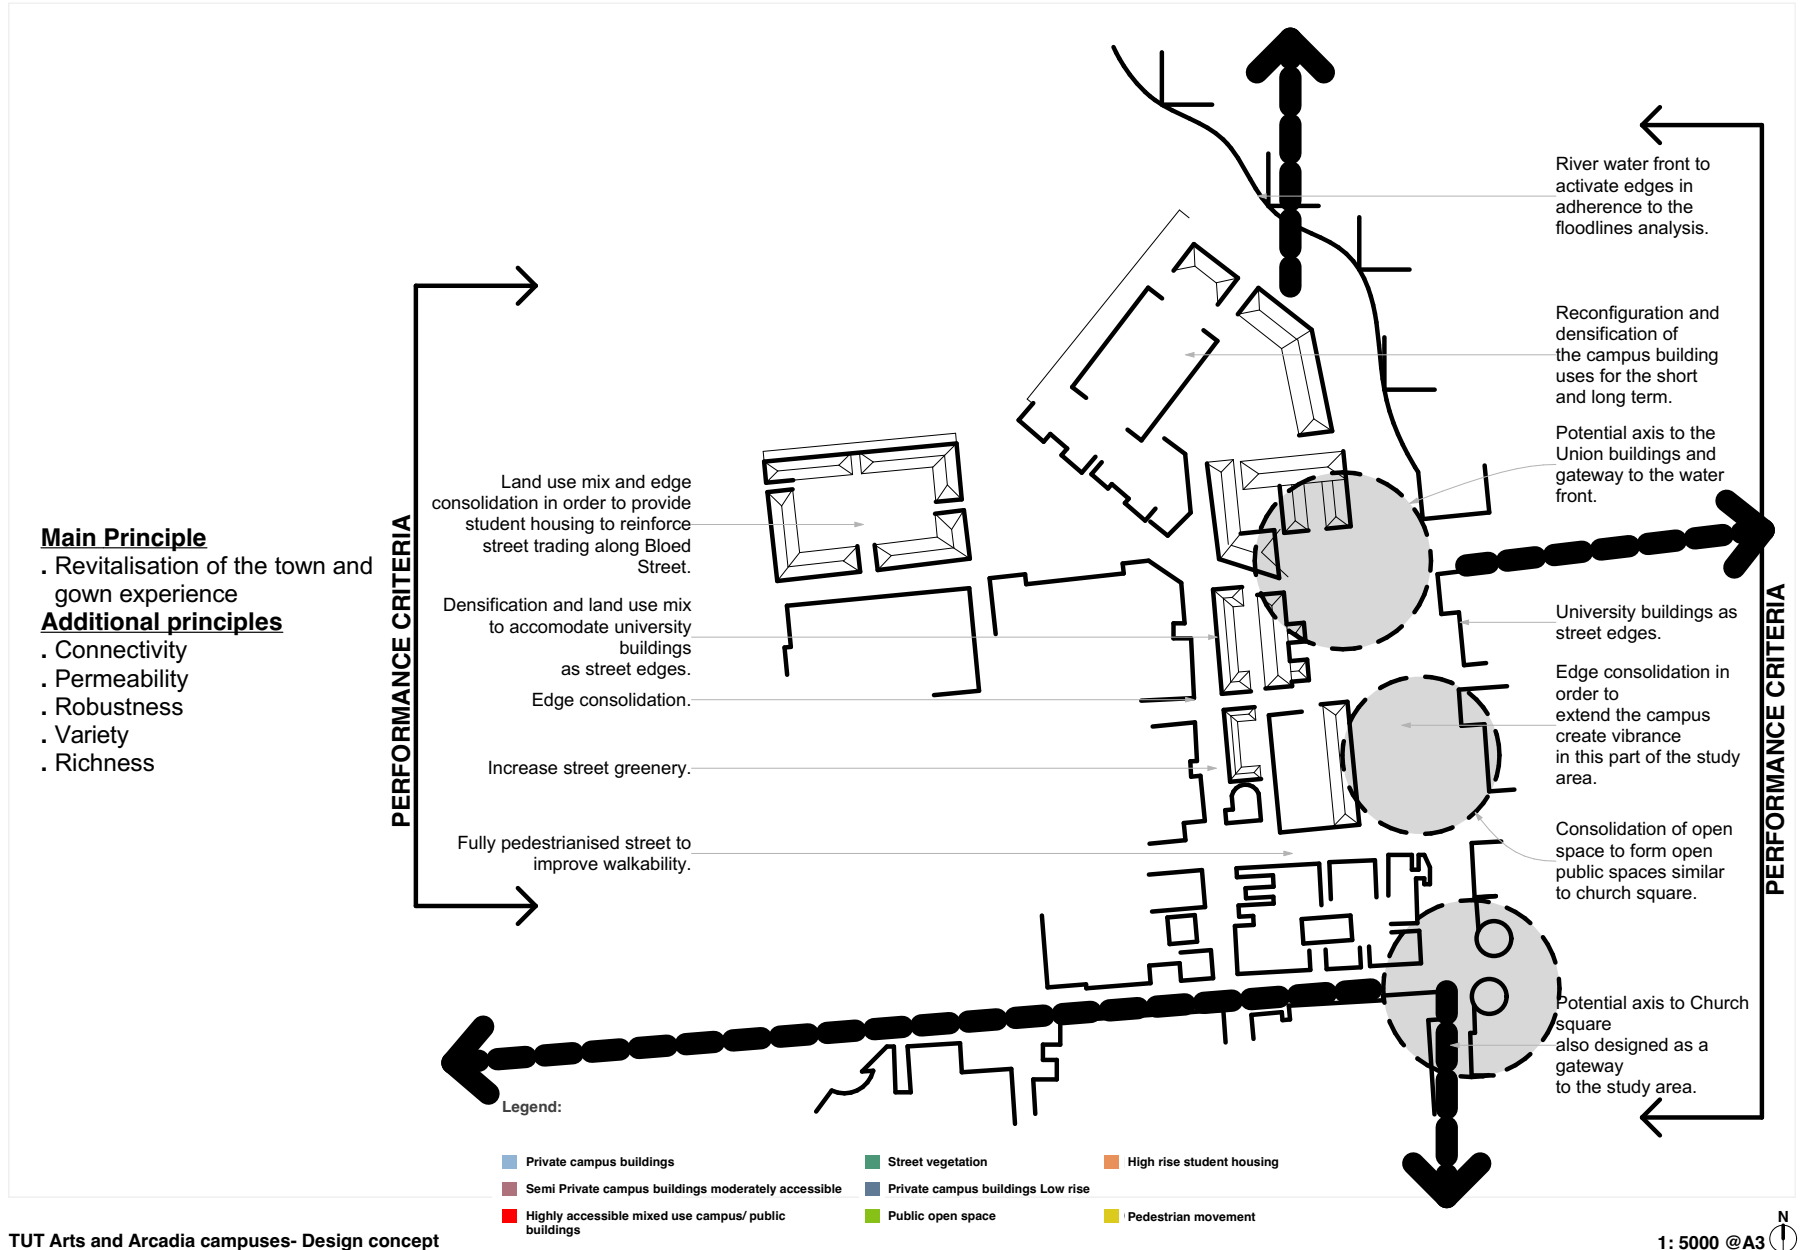 Main Principle
. Revitalisation of the town and
gown experience
Additional principles
. Connectivity
. Permeability
. Robustness
. Variety
. Richness
PERFORMANCE CRITERIA
Land use mix and edge
consolidation in order to provide
student housing to reinforce
street trading along Bloed
Street.
Densification and land use mix
to accomodate university
buildings
as street edges.
Edge consolidation.
Increase street greenery.
Fully pedestrianised street to
improve walkability.
River water front to
activate edges in
adherence to the
floodlines analysis.
Reconfiguration and
densification of
the campus building
uses for the short
and long term.
Potential axis to the
Union buildings and
gateway to the water
front.
University buildings as
street edges.
Edge consolidation in
order to
extend the campus
create vibrance
in this part of the study
area.
Consolidation of open
space to form open
public spaces similar
to church square.
Potential axis to Church
square
also designed as a
gateway
to the study area.
PERFORMANCE CRITERIA
Legend:
Private campus buildings
Semi Private campus buildings moderately accessible
Highly accessible mixed use campus/ public
buildings
Street vegetation
Private campus buildings Low rise
Public open space
High rise student housing
Pedestrian movement
TUT Arts and Arcadia campuses- Design concept
1: 5000 @A3
N